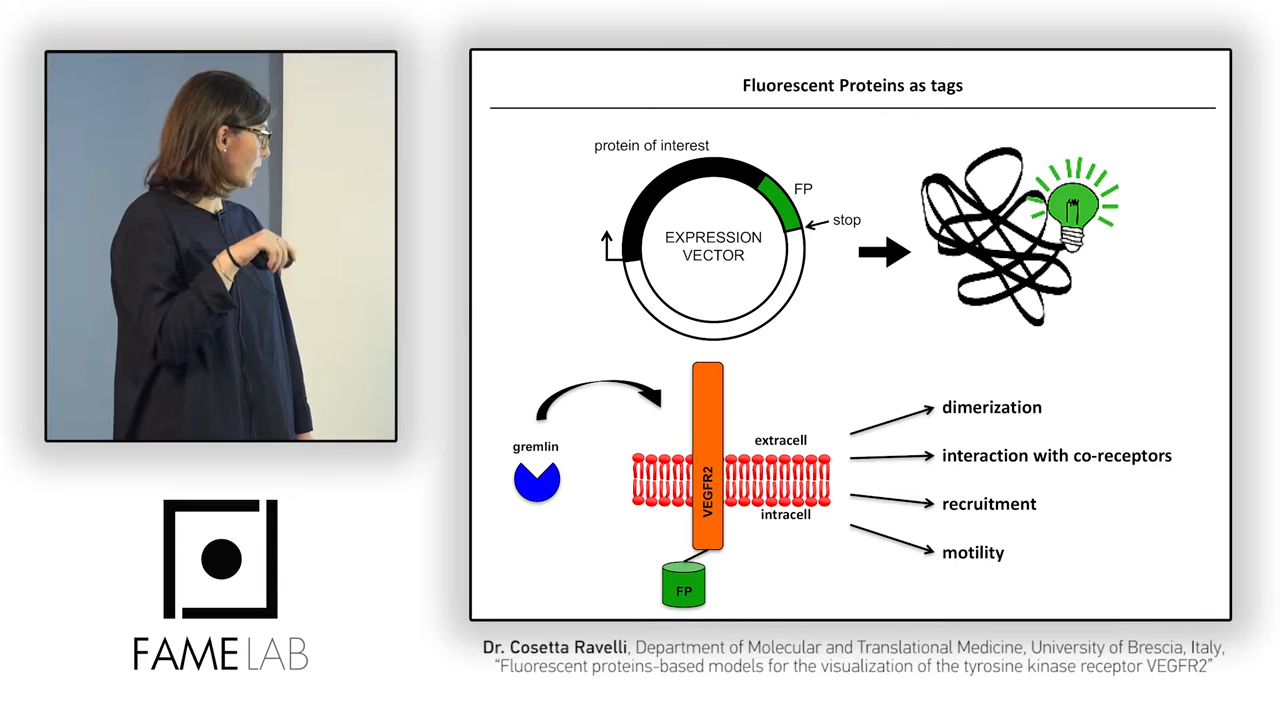 Fluorescent Proteins as tags
protein of interest
FP
stop
EXPRESSION
VECTOR
gremlin
extracell
VEGFR2
intracell
FP
dimerization
interaction with co-receptors
recruitment
motility
FAMELAB
Dr. Cosetta Ravelli, Department of Molecular and Translational Medicine, University of Brescia, Italy,
“Fluorescent proteins-based models for the visualization of the tyrosine kinase receptor VEGFR2”